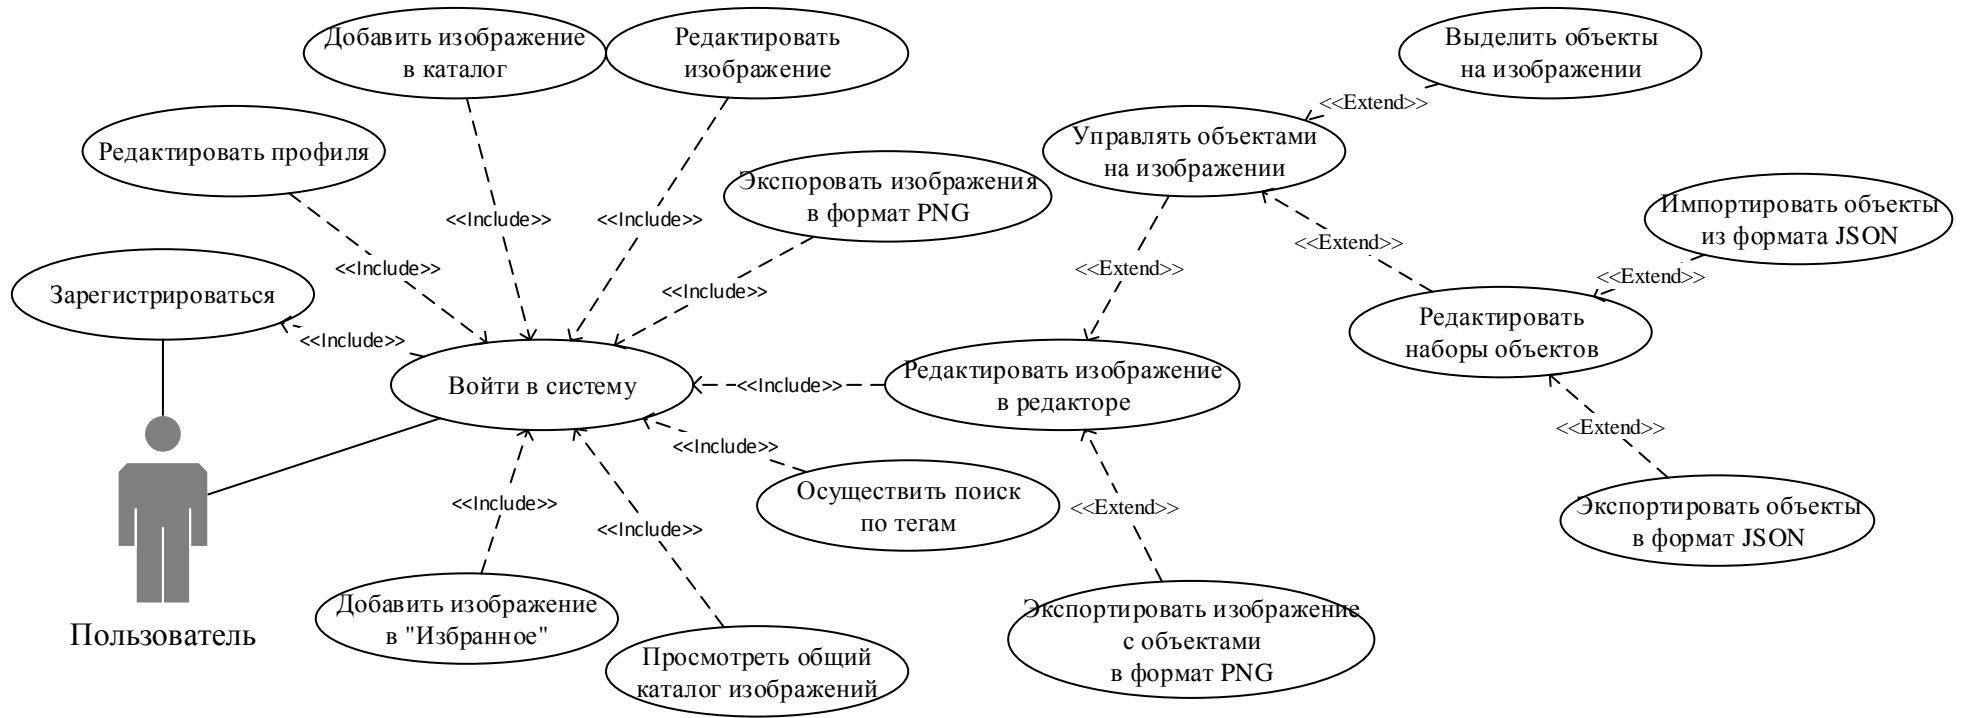 Добавить изображение
в каталог
Редактировать
изображение
Выделить объекты
на изображении
<<Extend>>
Управлять объектами
на изображении
Редактировать профиля
Экспоровать изображения
в формат PNG
Импортировать объекты
из формата JSON
<<Include>>
<<Include>>
<<Extend>>
<<Include>>
<<Extend>>
<<Extend>>
Зарегистрироваться
<<Include>>
<<Include>>
Редактировать
наборы объектов
Войти в систему
<<Include>>
Редактировать изображение
в редакторе
<<Extend>>
<<Include>>
Осуществить поиск
по тегам
<<Include>>
<<Include>>
<<Extend>>
Экспортировать объекты
в формат JSON
Пользователь
Добавить изображение
в "Избранное"
Просмотреть общий
каталог изображений
Экспортировать изображение
с объектами
в формат PNG